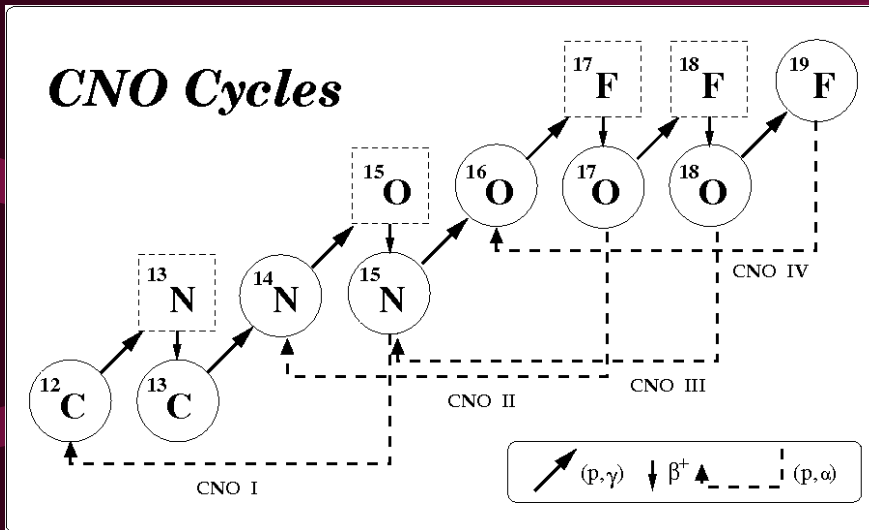 CNO Cycles
17F
18F
19F
16O
17O
18O
15O
13N
14N
15N
12C
13C
CNO IV
CNO III
CNO II
CNO I
(p,γ)
β+
(p,α)